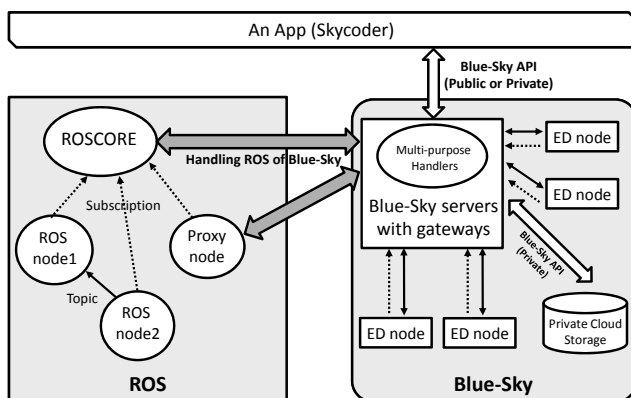 An App (Skycoder)
Blue-Sky API
(Public or Private)
ROSCORE
Handling ROS of Blue-Sky
Multi-purpose
Handlers
Blue-Sky servers
with gateways
ED node
ED node
Subscription
ROS
node1
Proxy
node
Topic
ROS
node2
Blue-Sky API
(Private)
ED node
ED node
Private Cloud
Storage
ROS
Blue-Sky